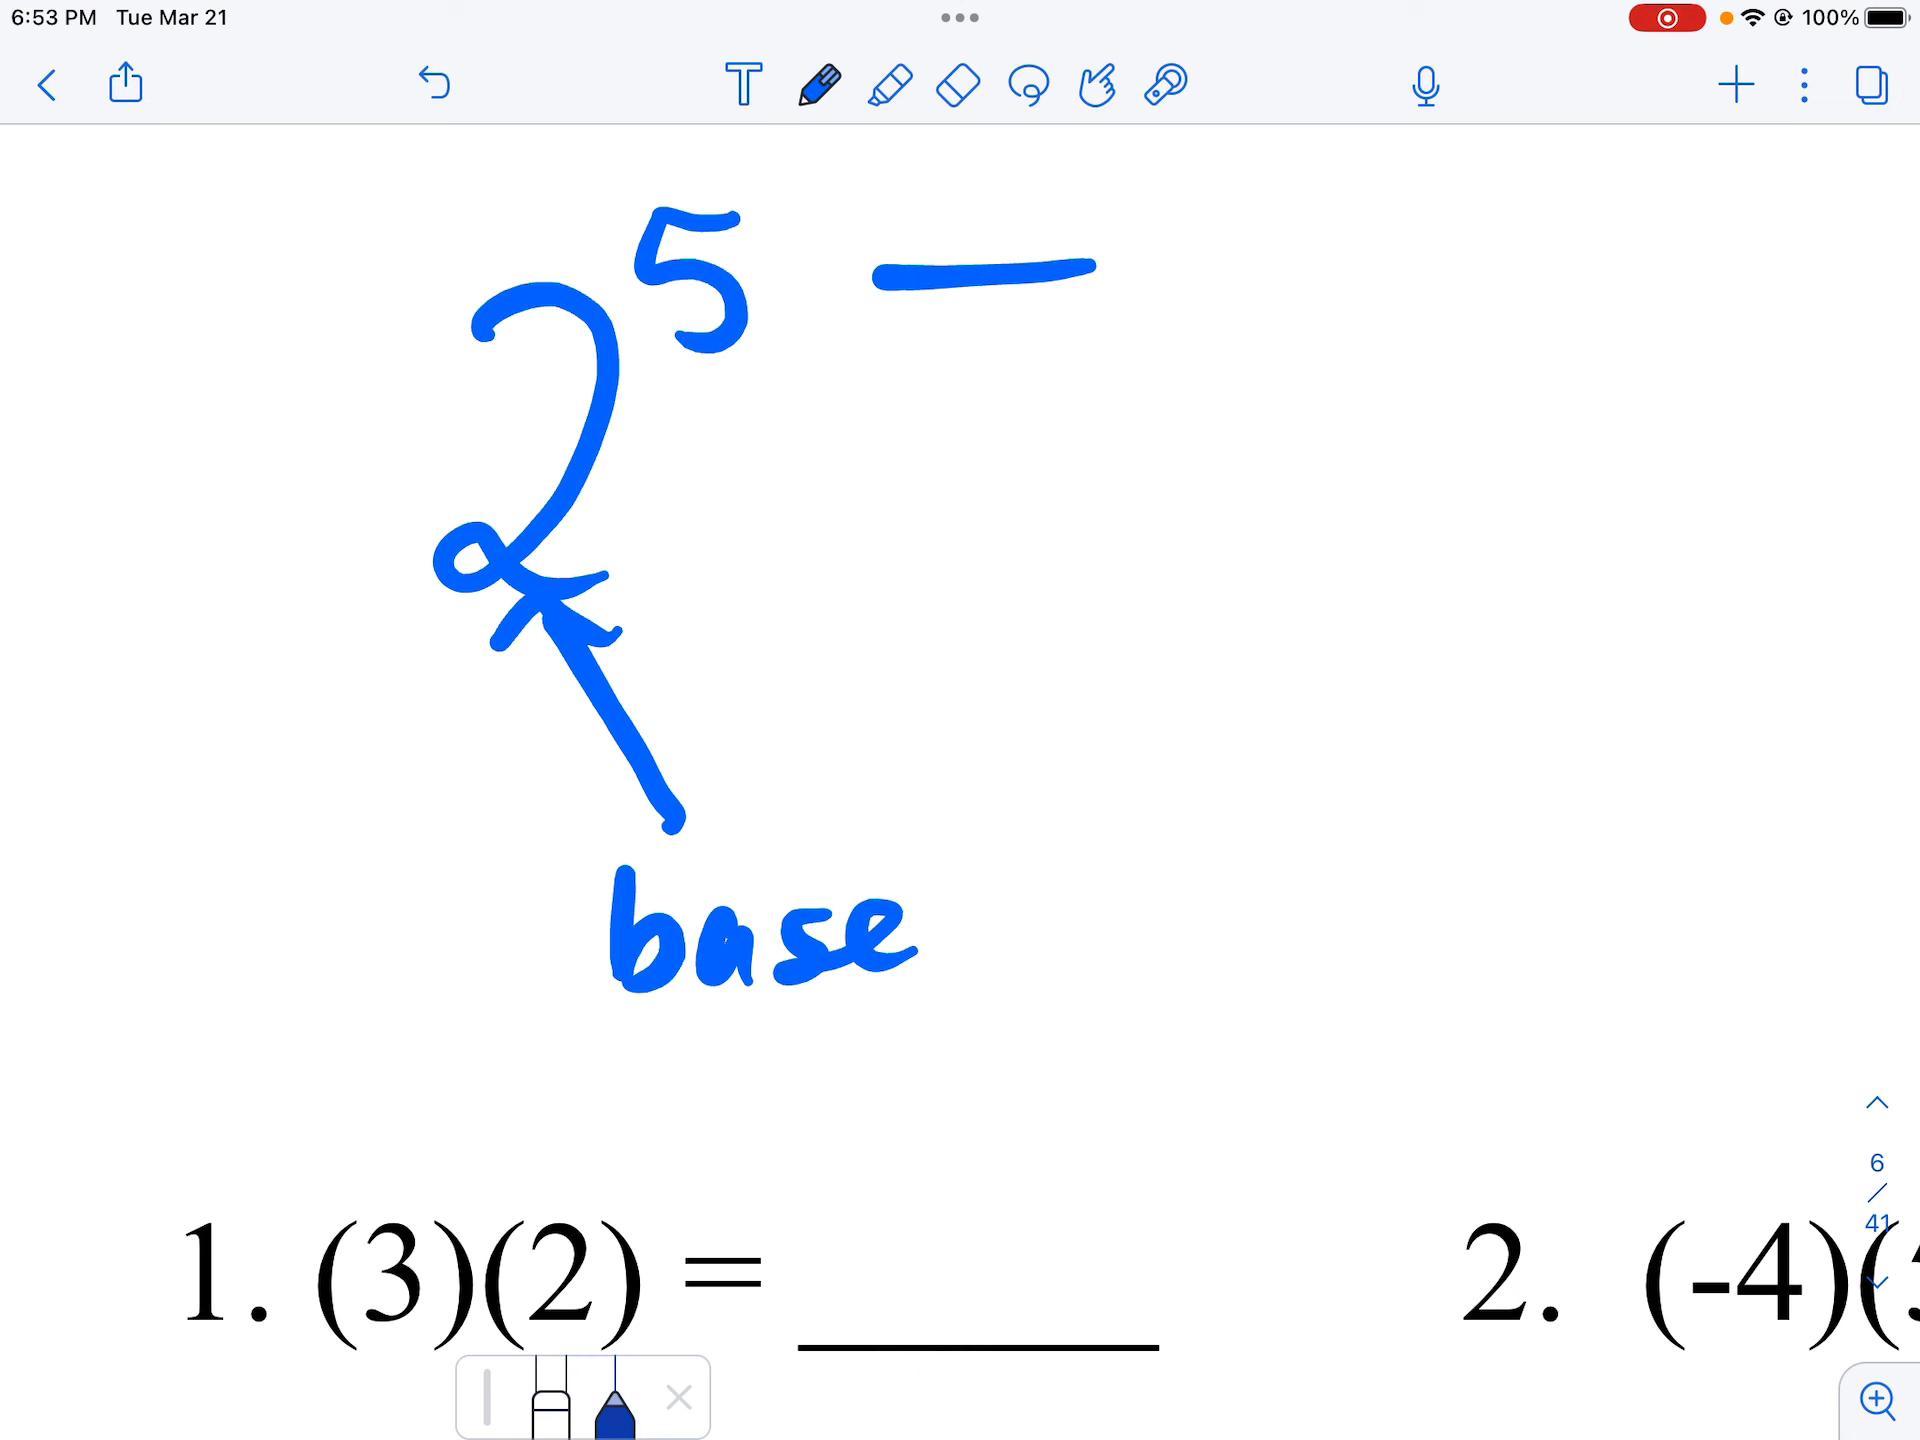 6:53 PM Tue Mar 21
100%
T
2⁵ —
base
6
/
41
1. (3)(2) = ______
2. (-4)(